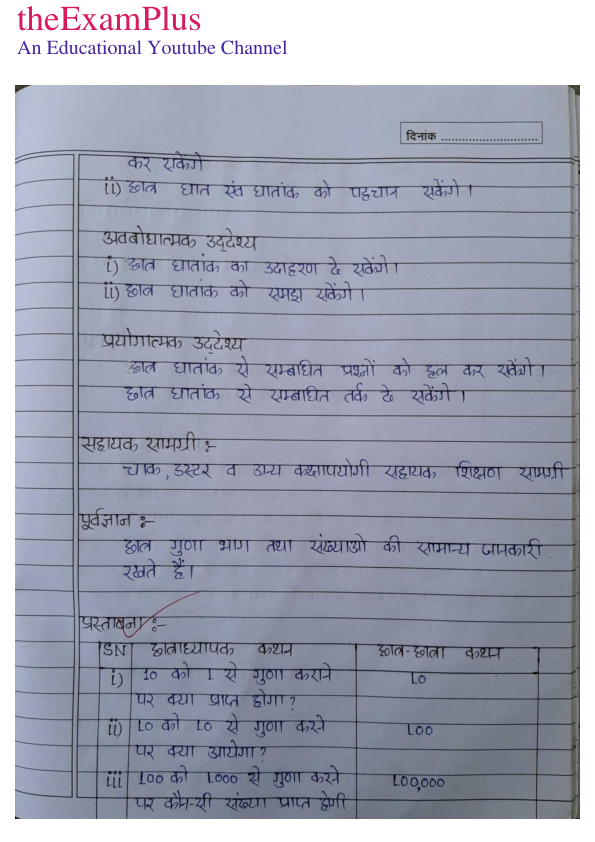 theExamPlus
An Educational Youtube Channel
दिनांक ..............................
कर सकेंगे
ii) छात्र घात एंव घातांक को पहचान सकेंगे।
अवबोधात्मक उद्देश्य
i) छात्र घातांक का उदाहरण दे सकेंगे।
ii) छात्र घातांक को समझ सकेंगे।
प्रयोगात्मक उद्देश्य
छात्र घातांक से सम्बाधित प्रश्नों को हल कर सकेंगे।
छात्र घातांक से सम्बाधित तर्क दे सकेंगे।
सहायक सामग्री :-
चाक, डस्टर व अन्य कक्षापयोगी सहायक शिक्षण सामग्री
पूर्वज्ञान :-
छात्र गुणा भाग तथा संख्याओ की सामान्य जानकारी
रखते हैं।
प्रस्तावना :-
SN छात्राध्यापक कथन छात्र-छात्रा कथन
i) 10 को 1 से गुणा कराने 10
पर क्या प्राप्त होगा?
ii) 10 को 10 से गुणा करने 100
पर क्या आयेगा?
iii 100 को 1000 से गुणा करने 100,000
पर कौन-सी संख्या प्राप्त होगी